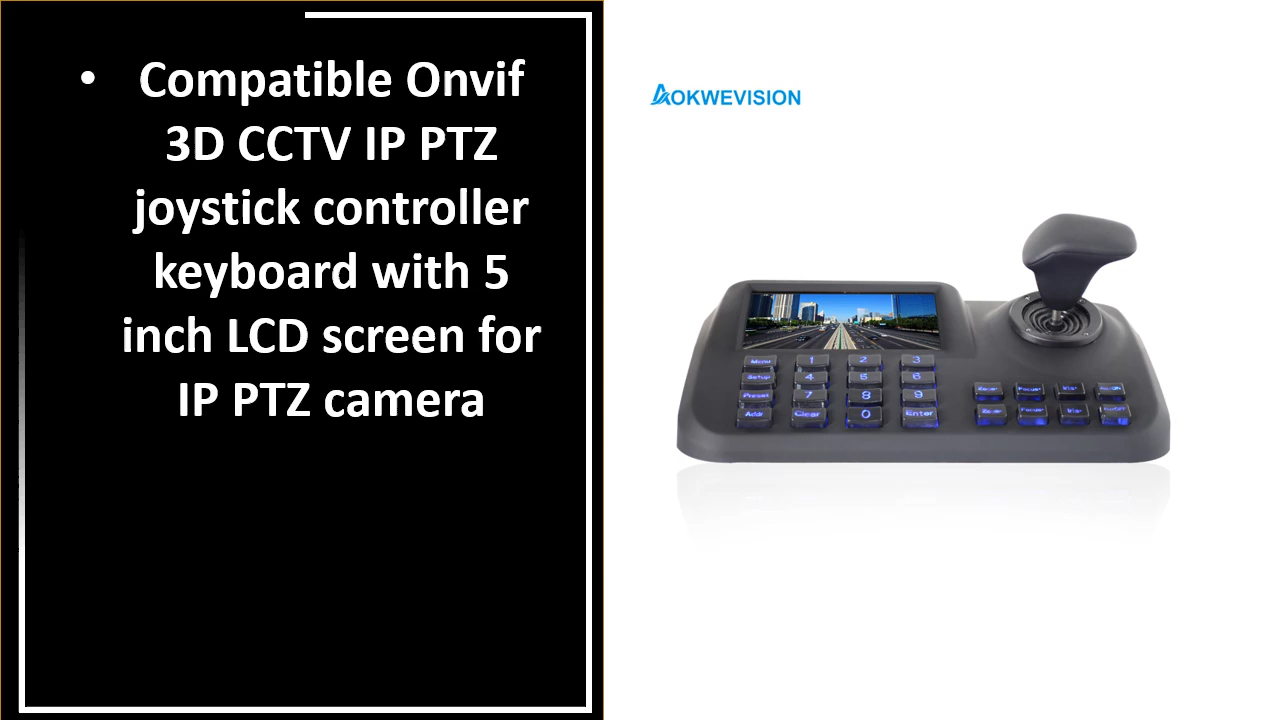 • Compatible Onvif
3D CCTV IP PTZ
joystick controller
keyboard with 5
inch LCD screen for
IP PTZ camera
AOKWEVISION
Menu 1 2 3
Setup 4 5 6
Preset 7 8 9
Addr Clear 0 Enter
Zoom- Focus- Iris-
Zoom+ Focus+ Iris+